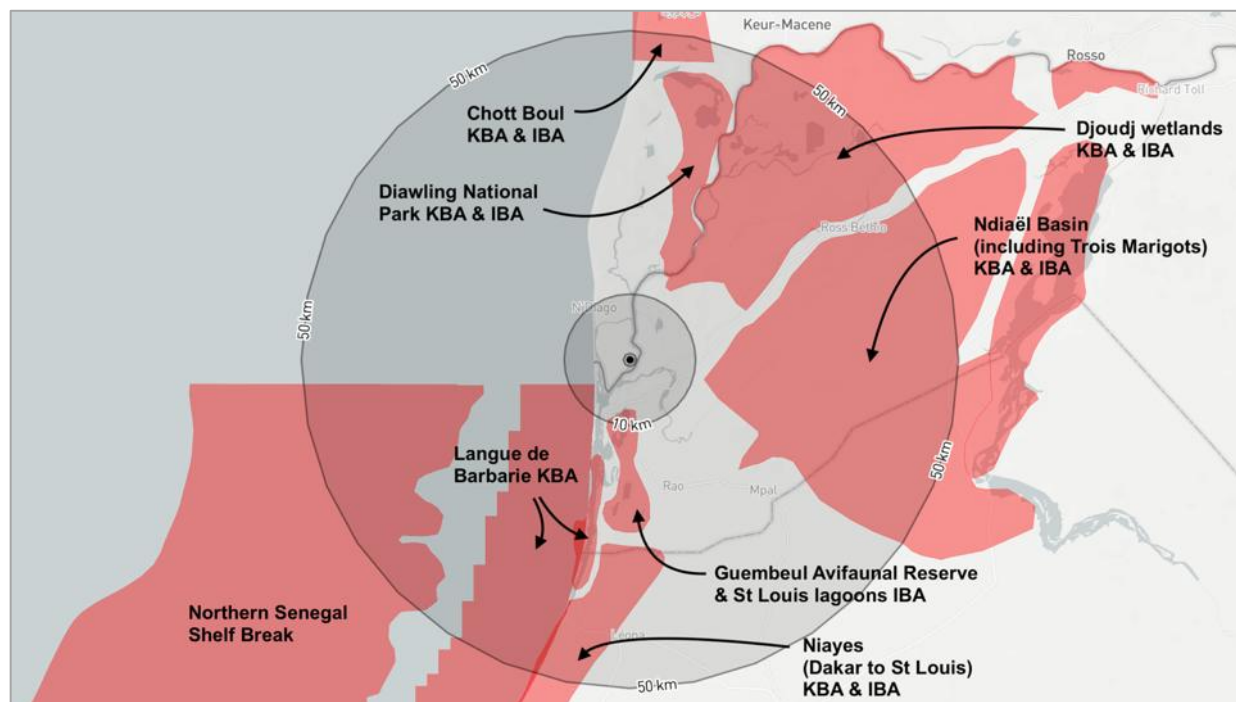 Keur-Macene
Rosso
Richard Toll
50 km
50 km
Chott Boul
KBA & IBA
Djoudj wetlands
KBA & IBA
Diawling National
Park KBA & IBA
Ross Béthio
Ndiaël Basin
(including Trois Marigots)
KBA & IBA
50 km
N'Diago
10 km
50 km
Langue de
Barbarie KBA
Rao
Mpal
Guembeul Avifaunal Reserve
& St Louis lagoons IBA
Northern Senegal
Shelf Break
Léona
Niayes
(Dakar to St Louis)
KBA & IBA
50 km